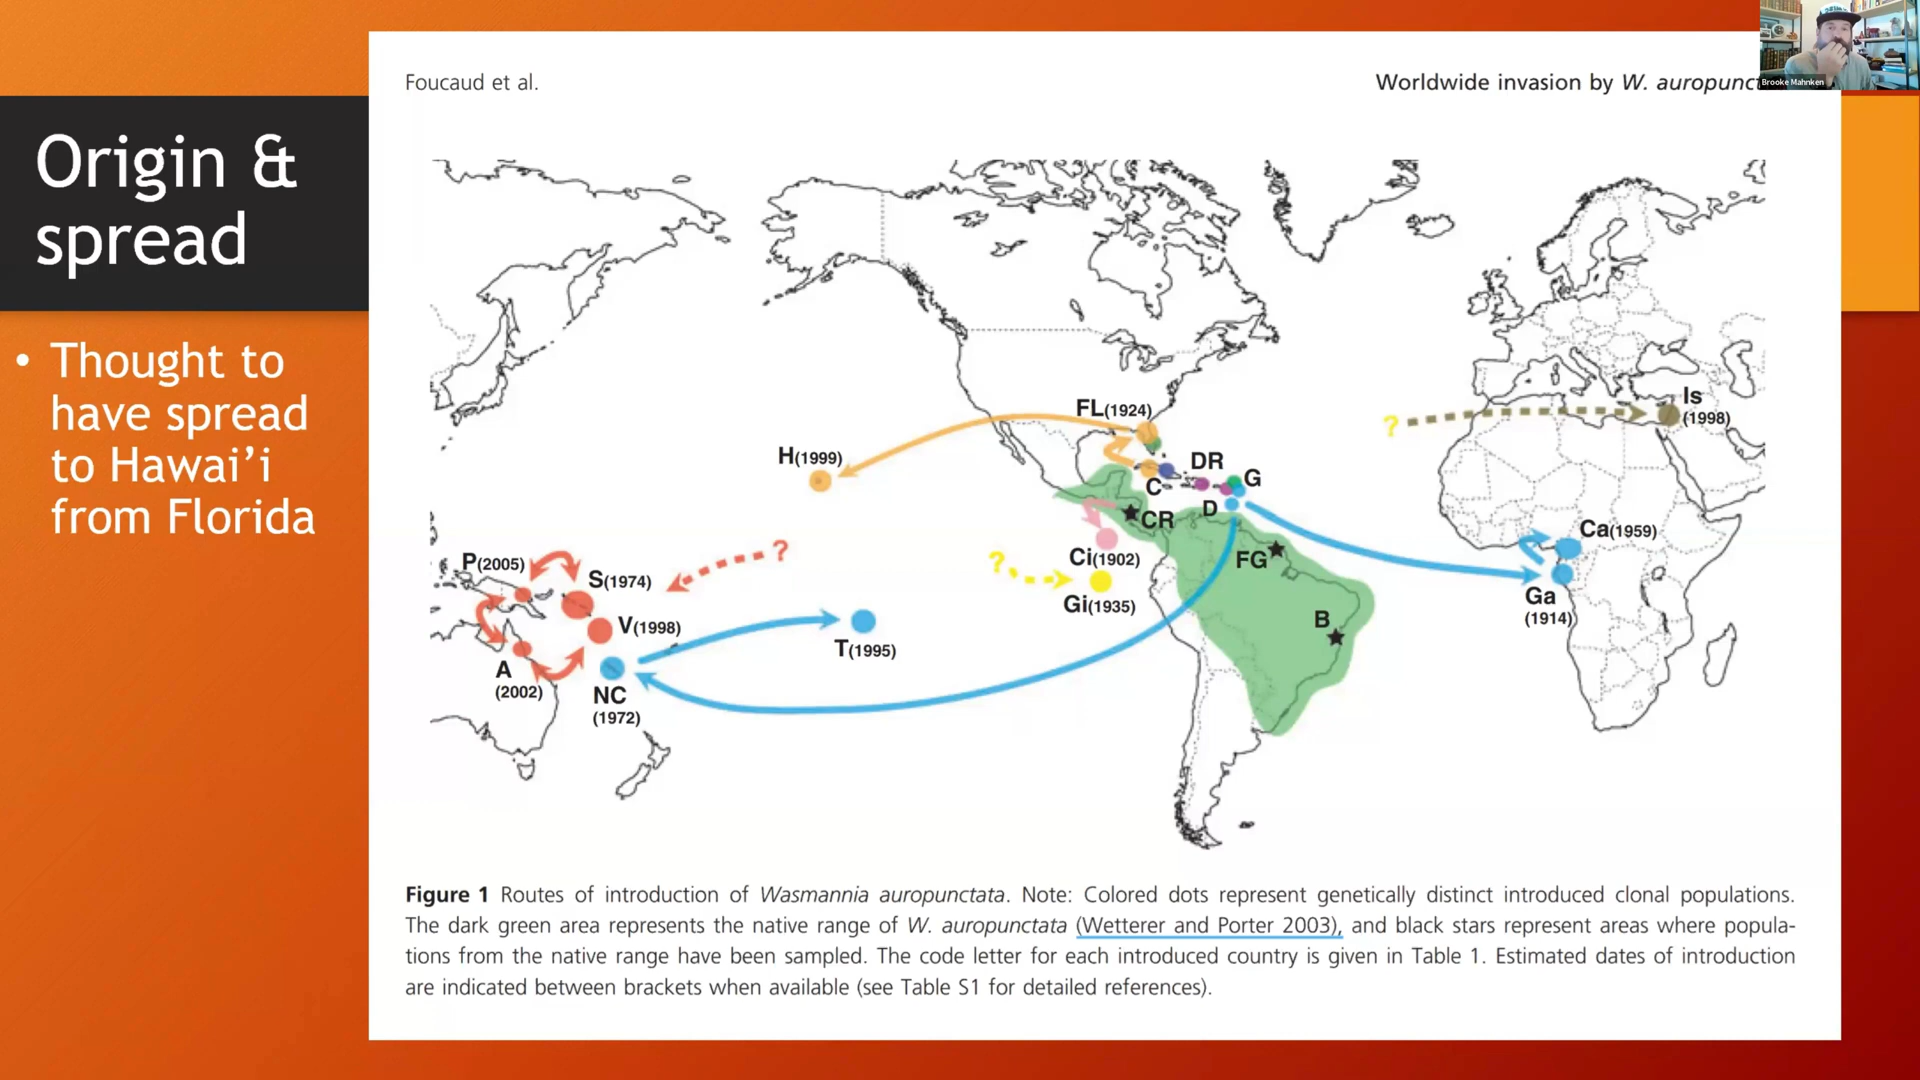 Origin &
spread
• Thought to
have spread
to Hawai'i
from Florida
Foucaud et al.
Worldwide invasion by W. auropunc
Brooke Mahnken
FL(1924)
Is
(1998)
H(1999)
DR
G
C
D
CR
Ca(1959)
?
P(2005)
?
S(1974)
?
Ci(1902)
FG
Gi(1935)
Ga
(1914)
V(1998)
B
T(1995)
A
(2002)
NC
(1972)
Figure 1 Routes of introduction of Wasmannia auropunctata. Note: Colored dots represent genetically distinct introduced clonal populations.
The dark green area represents the native range of W. auropunctata (Wetterer and Porter 2003), and black stars represent areas where popula-
tions from the native range have been sampled. The code letter for each introduced country is given in Table 1. Estimated dates of introduction
are indicated between brackets when available (see Table S1 for detailed references).